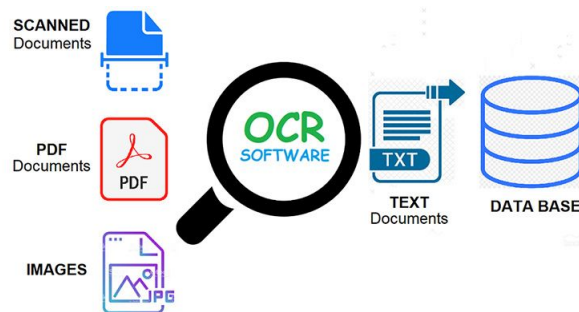 SCANNED
Documents
PDF
Documents
PDF
IMAGES
JPG
OCR
SOFTWARE
TXT
TEXT
Documents
DATA BASE